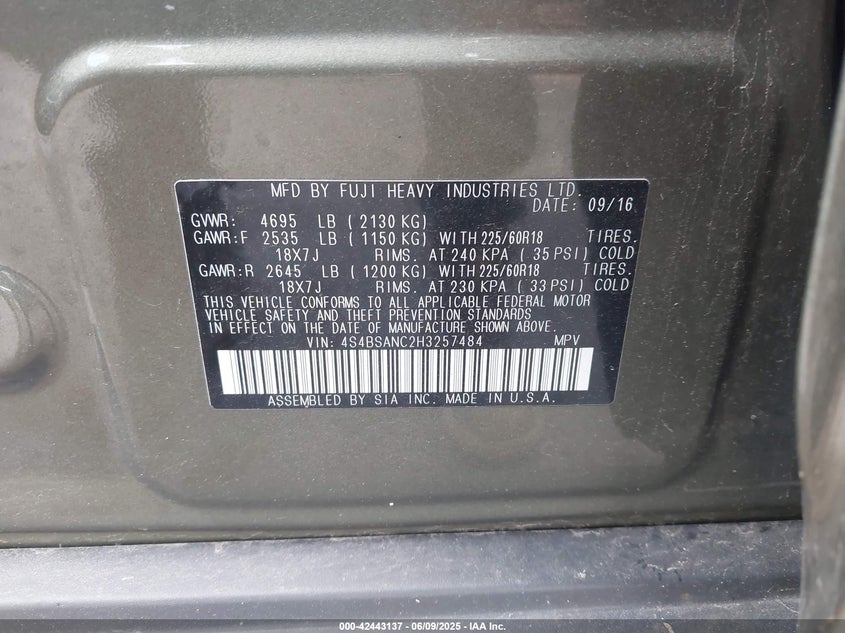 MFD BY FUJI HEAVY INDUSTRIES LTD.
DATE: 09/16
GVWR: 4695 LB ( 2130 KG)
GAWR:F 2535 LB ( 1150 KG) WITH 225/60R18 TIRES.
18X7J RIMS. AT 240 KPA ( 35 PSI) COLD
GAWR:R 2645 LB ( 1200 KG) WITH 225/60R18 TIRES.
18X7J RIMS. AT 230 KPA ( 33 PSI) COLD
THIS VEHICLE CONFORMS TO ALL APPLICABLE FEDERAL MOTOR
VEHICLE SAFETY AND THEFT PREVENTION STANDARDS
IN EFFECT ON THE DATE OF MANUFACTURE SHOWN ABOVE.
VIN: 4S4BSANC2H3257484 MPV
ASSEMBLED BY SIA INC. MADE IN U.S.A.
000-42443137 - 06/09/2025 - IAA Inc.